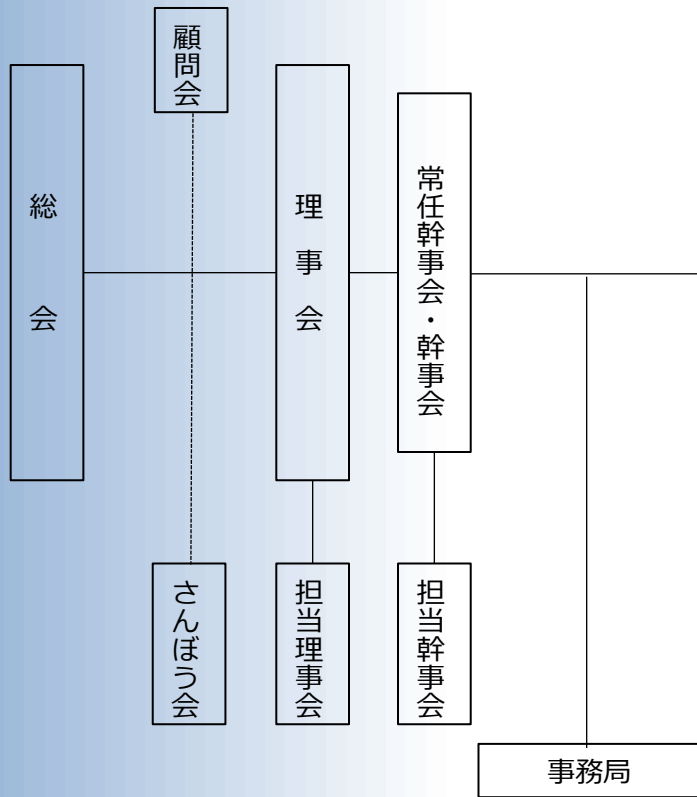 顧問会
総会
理事会
常任幹事会・幹事会
さんぼう会
担当理事会
担当幹事会
事務局